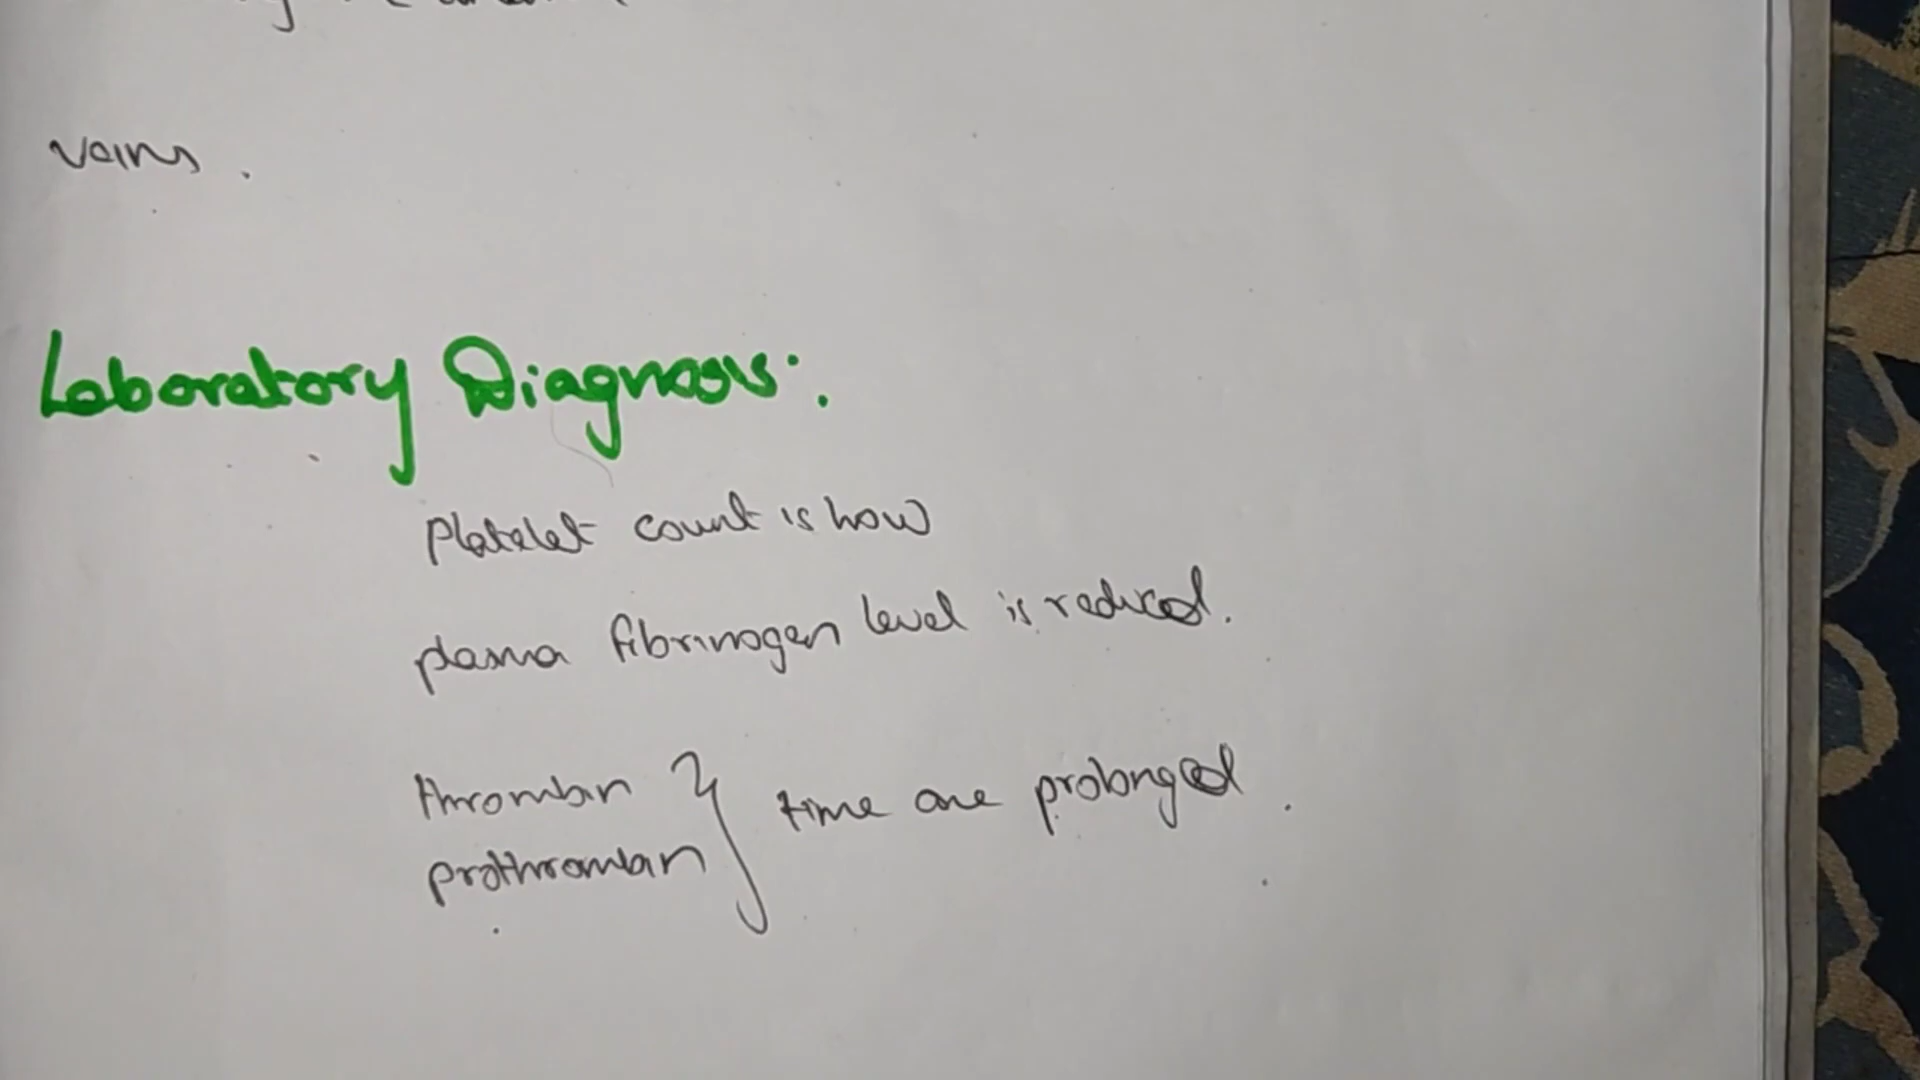 veins.
Laboratory Diagnosis:
Platelet count is low
plasma fibrinogen level is reduced.
thrombin
prothrombin } time are prolonged.